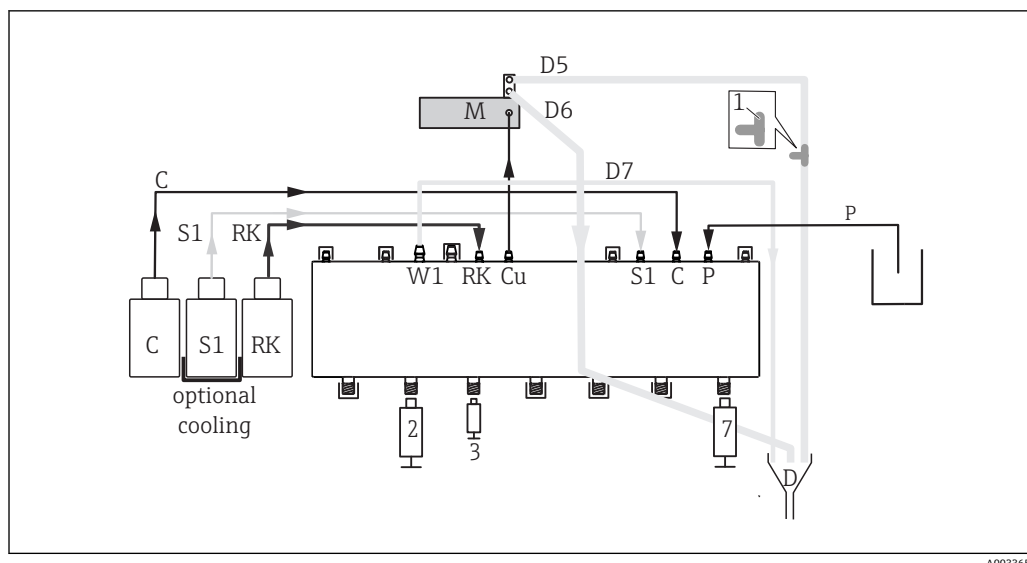 D5
1
M
D6
D7
C
P
S1
RK
W1
RK
Cu
S1
C
P
C
S1
RK
optional
cooling
2
3
7
D